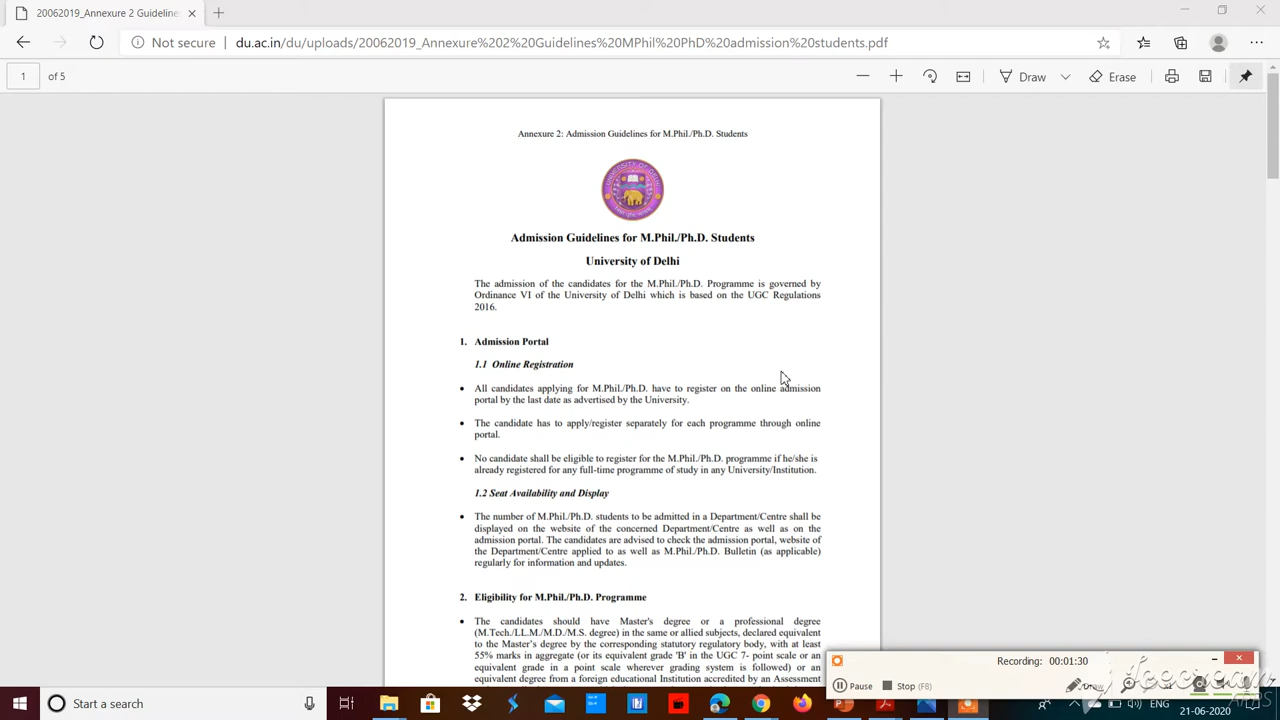 20062019_Annexure 2 Guideline
Not secure
du.ac.in/du/uploads/20062019_Annexure%202%20Guidelines%20MPhil%20PhD%20admission%20students.pdf
1 of 5
Draw
Erase
Annexure 2: Admission Guidelines for M.Phil./Ph.D. Students
Admission Guidelines for M.Phil./Ph.D. Students
University of Delhi
The admission of the candidates for the M.Phil./Ph.D. Programme is governed by
Ordinance VI of the University of Delhi which is based on the UGC Regulations
2016.
1. Admission Portal
1.1 Online Registration
• All candidates applying for M.Phil./Ph.D. have to register on the online admission
portal by the last date as advertised by the University.
• The candidate has to apply/register separately for each programme through online
portal.
• No candidate shall be eligible to register for the M.Phil./Ph.D. programme if he/she is
already registered for any full-time programme of study in any University/Institution.
1.2 Seat Availability and Display
• The number of M.Phil./Ph.D. students to be admitted in a Department/Centre shall be
displayed on the website of the concerned Department/Centre as well as on the
admission portal. The candidates are advised to check the admission portal, website of
the Department/Centre applied to as well as M.Phil./Ph.D. Bulletin (as applicable)
regularly for information and updates.
2. Eligibility for M.Phil./Ph.D. Programme
• The candidates should have Master's degree or a professional degree
(M.Tech./LL.M./M.D./M.S. degree) in the same or allied subjects, declared equivalent
to the Master's degree by the corresponding statutory regulatory body, with at least
55% marks in aggregate (or its equivalent grade 'B' in the UGC 7- point scale or an
equivalent grade in a point scale wherever grading system is followed) or an
equivalent degree from a foreign educational Institution accredited by an Assessment
Recording: 00:01:30
Pause
Stop (F8)
Draw
Type here to search
ENG
21-06-2020